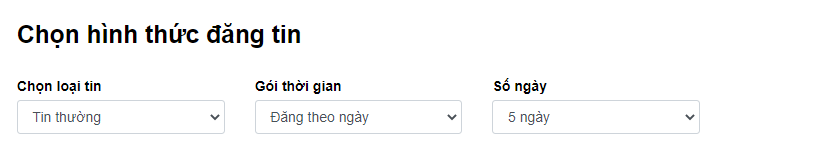 Chọn hình thức đăng tin
Chọn loại tin Gói thời gian Số ngày
Tin thường Đăng theo ngày 5 ngày